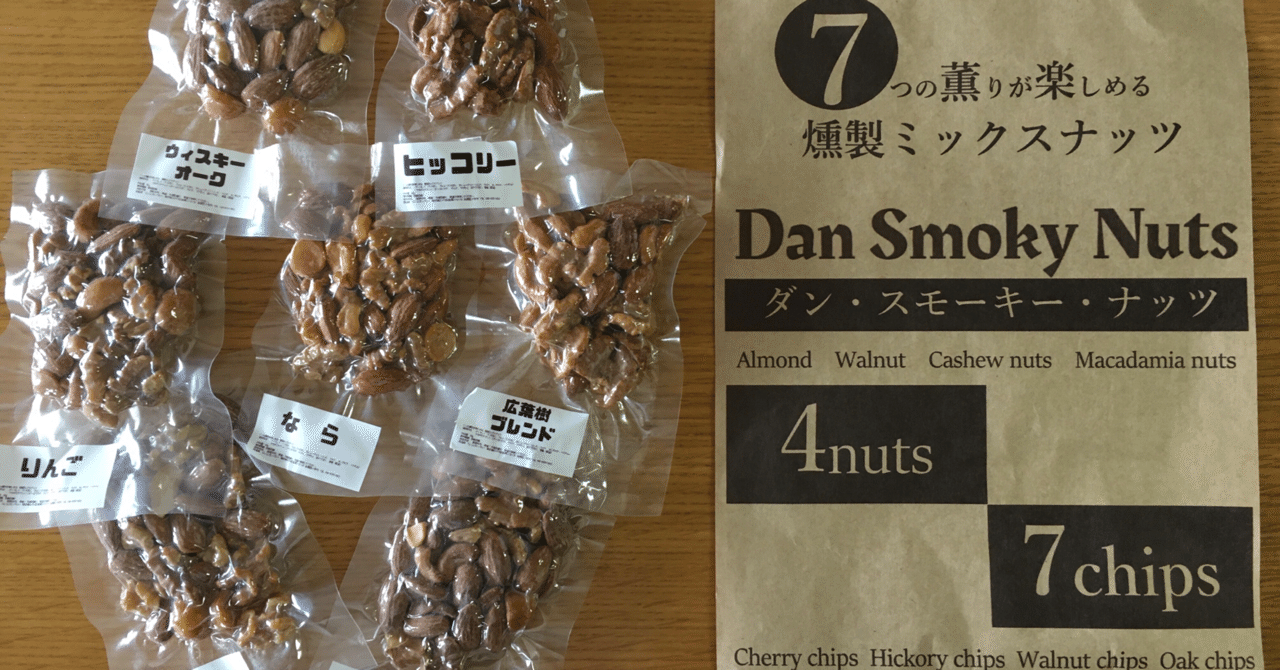 ウィスキー
オーク
ヒッコリー
りんご
なら
広葉樹
ブレンド
7つの薫りが楽しめる
燻製ミックスナッツ
Dan Smoky Nuts
ダン・スモーキー・ナッツ
Almond Walnut Cashew nuts Macadamia nuts
4nuts
7chips
Cherry chips Hickory chips Walnut chips Oak chips